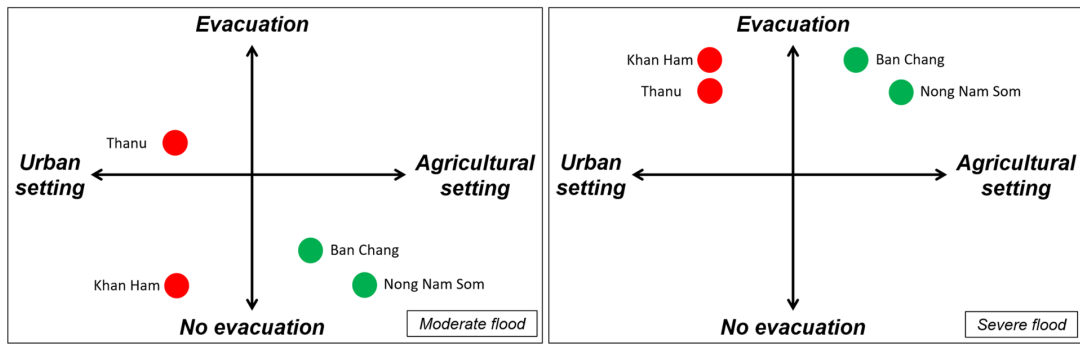 Evacuation
Thanu
Urban
setting
Agricultural
setting
Ban Chang
Khan Ham
Nong Nam Som
No evacuation
Moderate flood
Evacuation
Khan Ham
Ban Chang
Thanu
Nong Nam Som
Urban
setting
Agricultural
setting
No evacuation
Severe flood